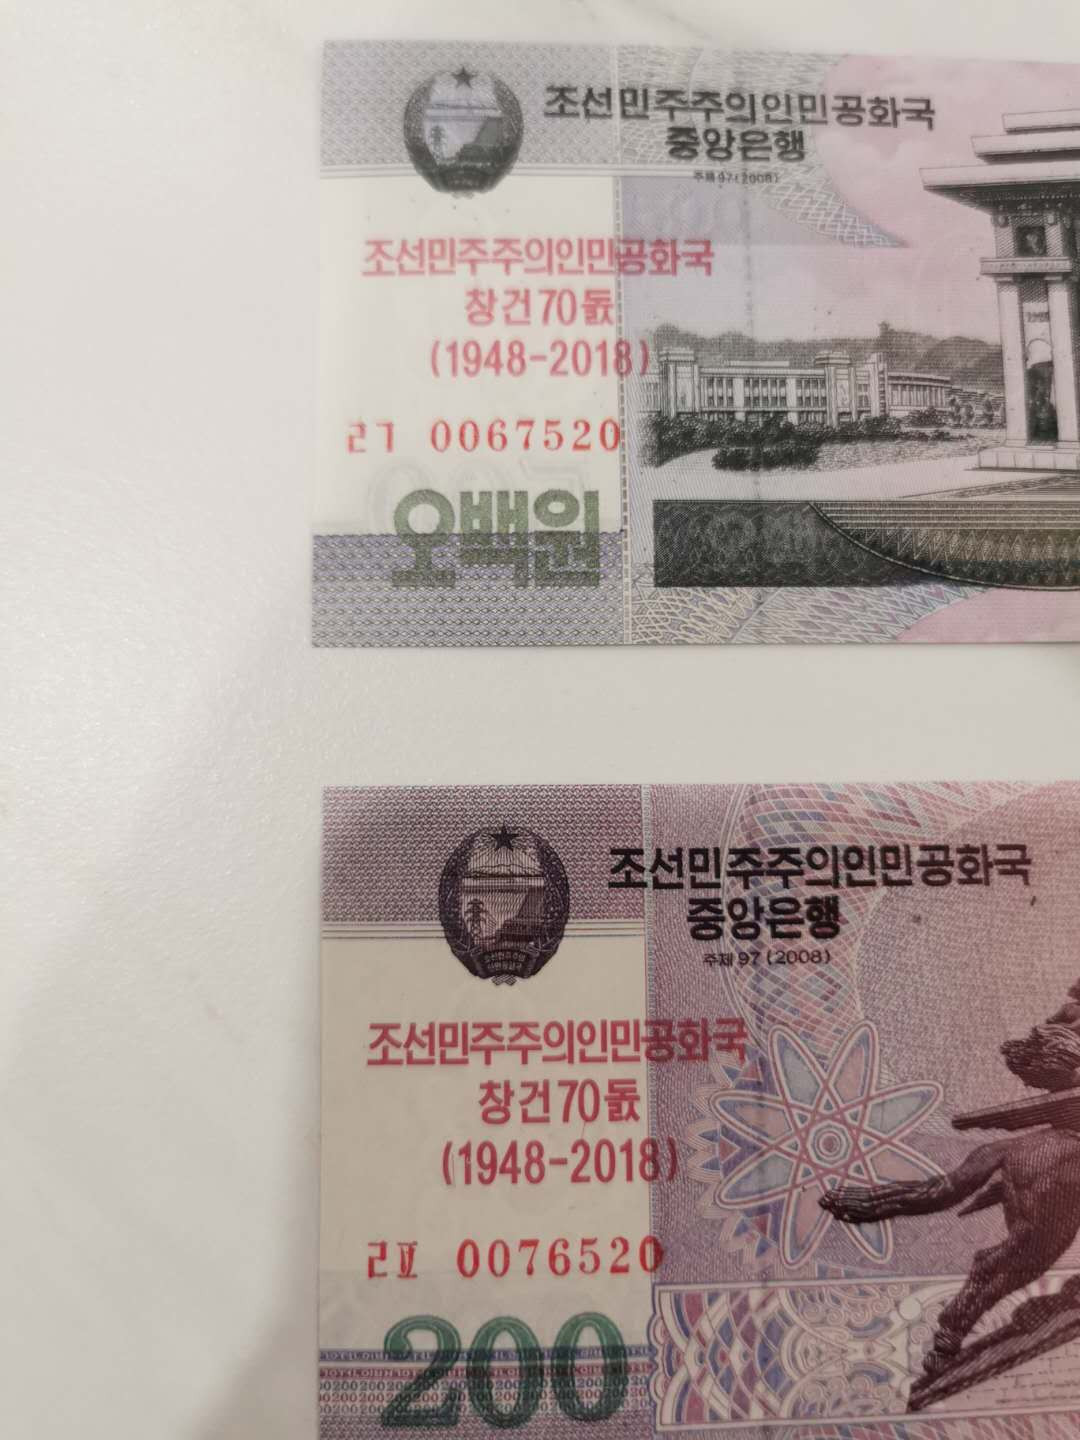 조선민주주의인민공화국
중앙은행
주체97(2008)
조선민주주의인민공화국
창건70돐
(1948-2018)
ㄹㄱ 0067520
오백원
조선민주주의인민공화국
중앙은행
주체97(2008)
조선민주주의인민공화국
창건70돐
(1948-2018)
ㄹㅍ 0076520
200